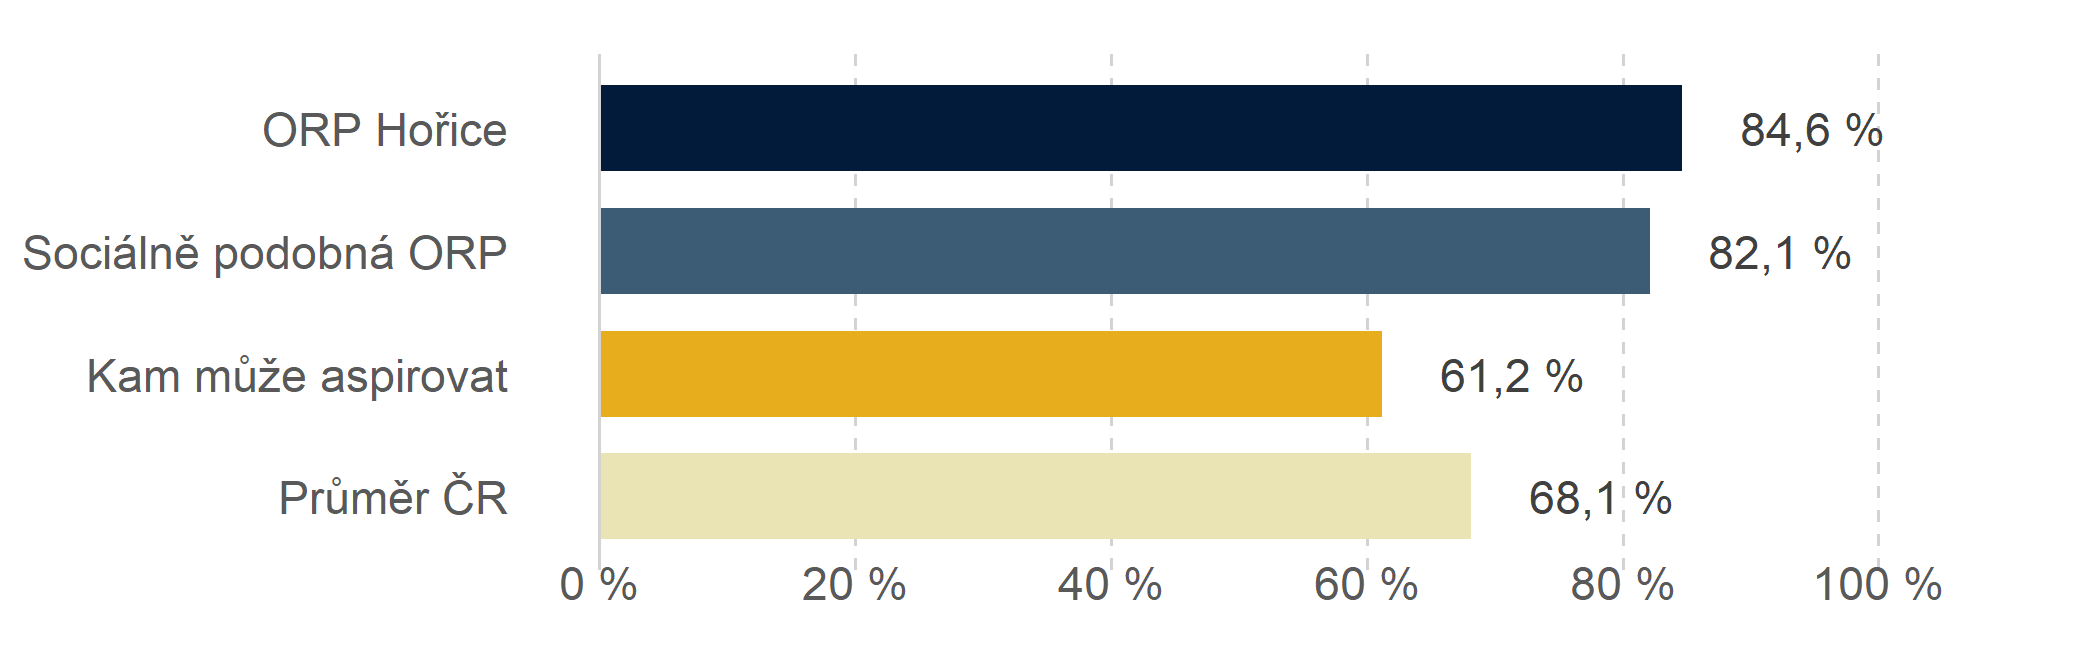 ORP Hořice 84,6 %
Sociálně podobná ORP 82,1 %
Kam může aspirovat 61,2 %
Průměr ČR 68,1 %
0 % 20 % 40 % 60 % 80 % 100 %